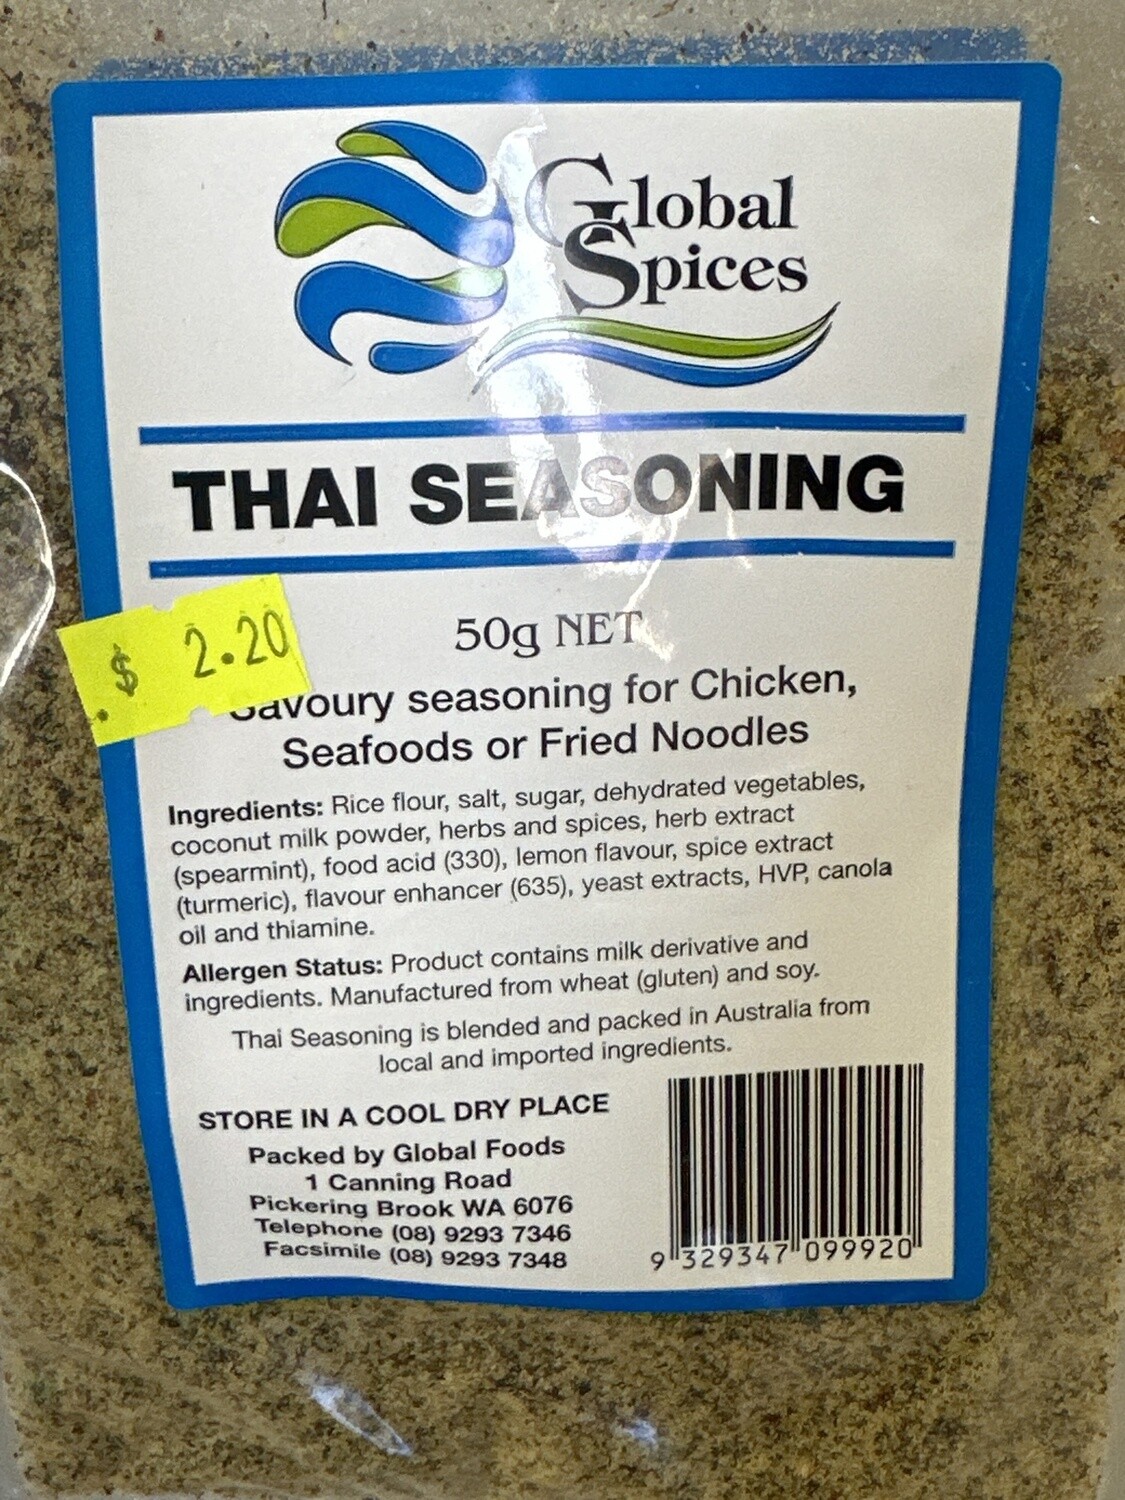 Global
Spices
THAI SEASONING
$ 2.20
50g NET
Savoury seasoning for Chicken,
Seafoods or Fried Noodles
Ingredients: Rice flour, salt, sugar, dehydrated vegetables,
coconut milk powder, herbs and spices, herb extract
(spearmint), food acid (330), lemon flavour, spice extract
(turmeric), flavour enhancer (635), yeast extracts, HVP, canola
oil and thiamine.
Allergen Status: Product contains milk derivative and
ingredients. Manufactured from wheat (gluten) and soy.
Thai Seasoning is blended and packed in Australia from
local and imported ingredients.
STORE IN A COOL DRY PLACE
Packed by Global Foods
1 Canning Road
Pickering Brook WA 6076
Telephone (08) 9293 7346
Facsimile (08) 9293 7348
9 329347 099920